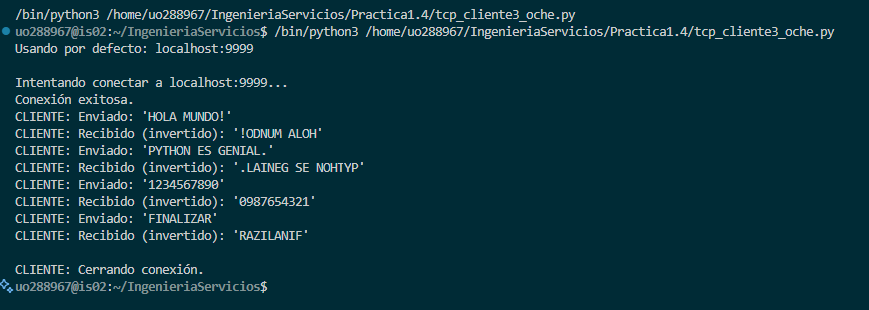 /bin/python3 /home/uo288967/IngenieriaServicios/Practica1.4/tcp_cliente3_oche.py
uo288967@is02:~/IngenieriaServicios$ /bin/python3 /home/uo288967/IngenieriaServicios/Practica1.4/tcp_cliente3_oche.py
Usando por defecto: localhost:9999
Intentando conectar a localhost:9999...
Conexión exitosa.
CLIENTE: Enviado: 'HOLA MUNDO!'
CLIENTE: Recibido (invertido): '!ODNUM ALOH'
CLIENTE: Enviado: 'PYTHON ES GENIAL.'
CLIENTE: Recibido (invertido): '.LAINEG SE NOHTYP'
CLIENTE: Enviado: '1234567890'
CLIENTE: Recibido (invertido): '0987654321'
CLIENTE: Enviado: 'FINALIZAR'
CLIENTE: Recibido (invertido): 'RAZILANIF'
CLIENTE: Cerrando conexión.
uo288967@is02:~/IngenieriaServicios$